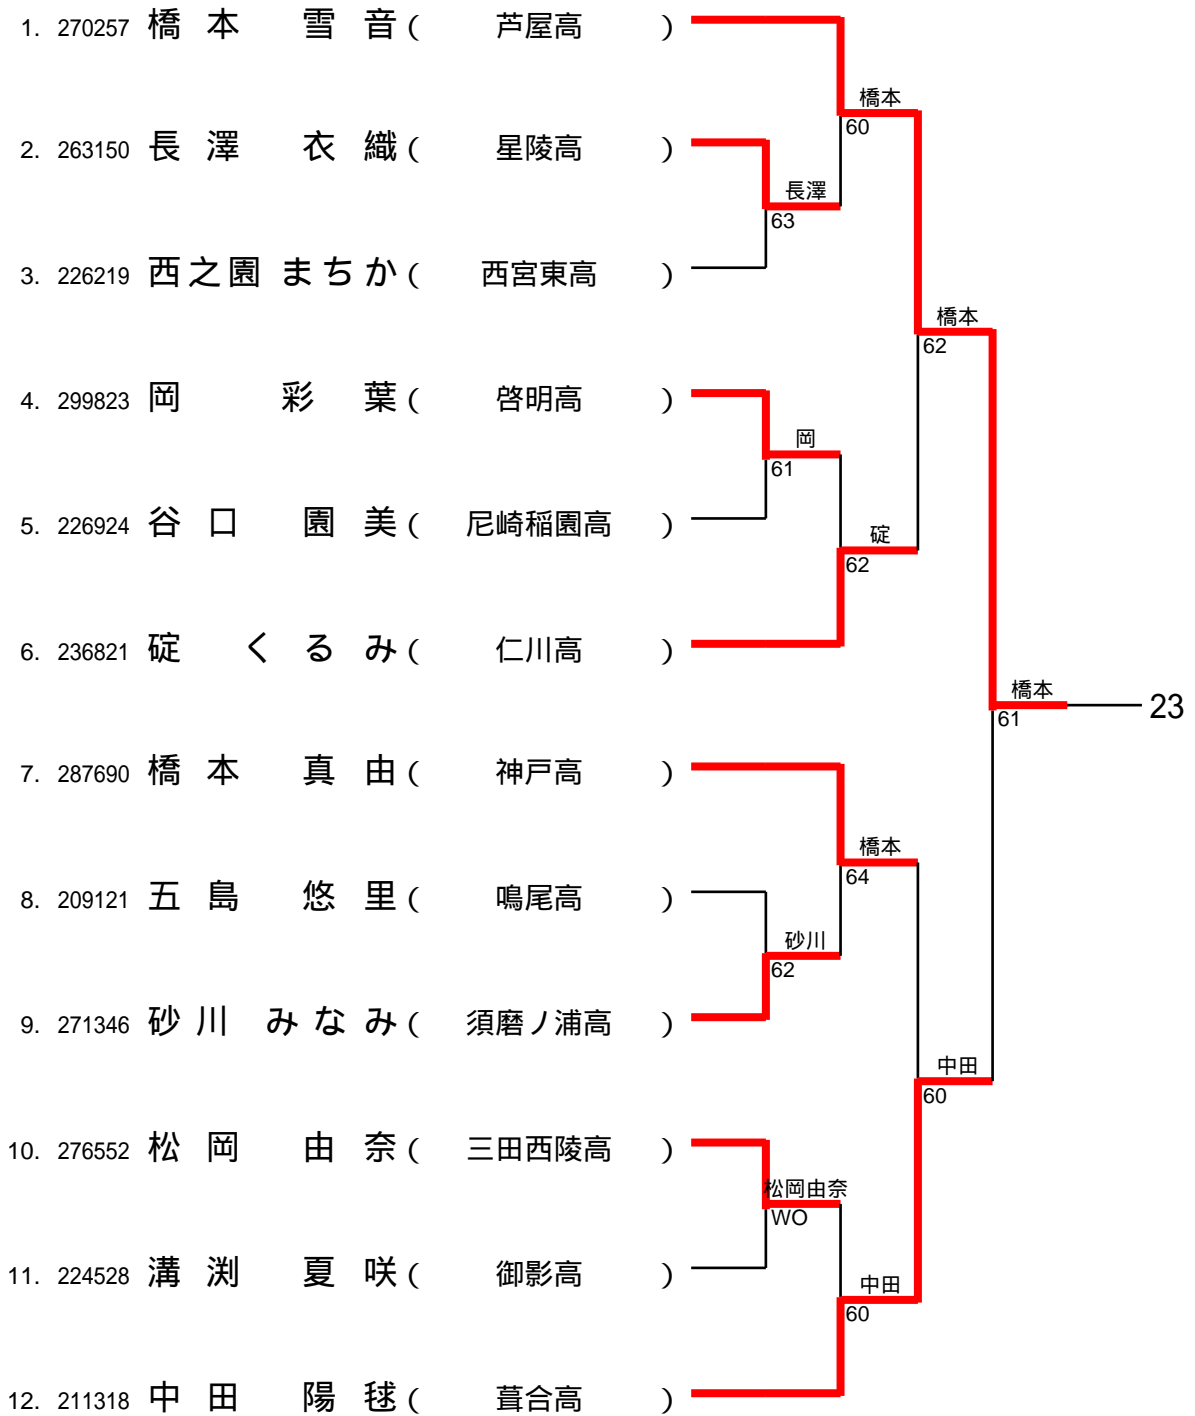 1. 270257 橋本 雪音 ( 芦屋高 )
橋本
60
2. 263150 長澤 衣織 ( 星陵高 )
長澤
63
3. 226219 西之園 まちか ( 西宮東高 )
橋本
62
4. 299823 岡 彩葉 ( 啓明高 )
岡
61
5. 226924 谷口 園美 ( 尼崎稲園高 )
碇
62
6. 236821 碇 くるみ ( 仁川高 )
橋本
61
23
7. 287690 橋本 真由 ( 神戸高 )
橋本
64
8. 209121 五島 悠里 ( 鳴尾高 )
砂川
62
9. 271346 砂川 みなみ ( 須磨ノ浦高 )
中田
60
10. 276552 松岡 由奈 ( 三田西陵高 )
松岡由奈
WO
11. 224528 溝渕 夏咲 ( 御影高 )
中田
60
12. 211318 中田 陽毬 ( 葺合高 )